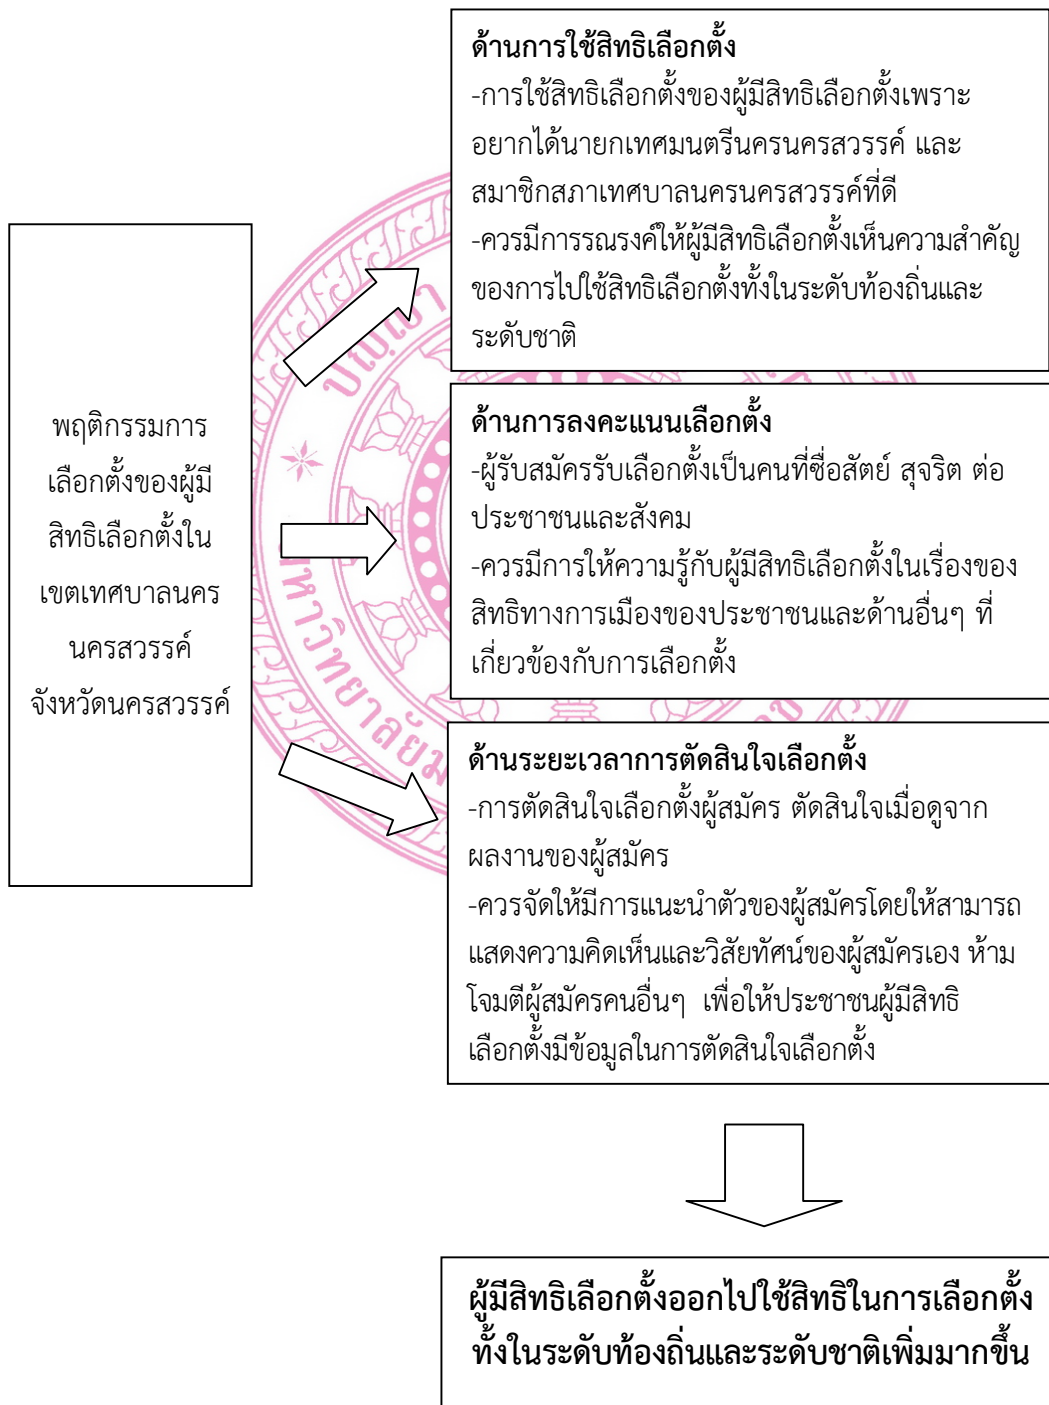 ด้านการใช้สิทธิเลือกตั้ง
-การใช้สิทธิเลือกตั้งของผู้มีสิทธิเลือกตั้งเพราะ
อยากได้นายกเทศมนตรีนครนครสวรรค์ และ
สมาชิกสภาเทศบาลนครนครสวรรค์ที่ดี
-ควรมีการรณรงค์ให้ผู้มีสิทธิเลือกตั้งเห็นความสำคัญ
ของการไปใช้สิทธิเลือกตั้งทั้งในระดับท้องถิ่นและ
ระดับชาติ
พฤติกรรมการ
เลือกตั้งของผู้มี
สิทธิเลือกตั้งใน
เขตเทศบาลนคร
นครสวรรค์
จังหวัดนครสวรรค์
ด้านการลงคะแนนเลือกตั้ง
-ผู้รับสมัครรับเลือกตั้งเป็นคนที่ซื่อสัตย์ สุจริต ต่อ
ประชาชนและสังคม
-ควรมีการให้ความรู้กับผู้มีสิทธิเลือกตั้งในเรื่องของ
สิทธิทางการเมืองของประชาชนและด้านอื่นๆ ที่
เกี่ยวข้องกับการเลือกตั้ง
ด้านระยะเวลาการตัดสินใจเลือกตั้ง
-การตัดสินใจเลือกตั้งผู้สมัคร ตัดสินใจเมื่อดูจาก
ผลงานของผู้สมัคร
-ควรจัดให้มีการแนะนำตัวของผู้สมัครโดยให้สามารถ
แสดงความคิดเห็นและวิสัยทัศน์ของผู้สมัครเอง ห้าม
โจมตีผู้สมัครคนอื่นๆ เพื่อให้ประชาชนผู้มีสิทธิ
เลือกตั้งมีข้อมูลในการตัดสินใจเลือกตั้ง
ผู้มีสิทธิเลือกตั้งออกไปใช้สิทธิในการเลือกตั้ง
ทั้งในระดับท้องถิ่นและระดับชาติเพิ่มมากขึ้น